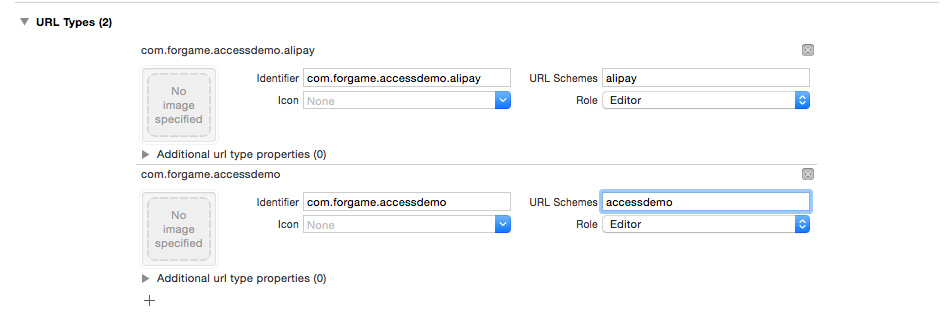 URL Types (2)
com.forgame.accessdemo.alipay
No image specified
Identifier com.forgame.accessdemo.alipay URL Schemes alipay
Icon None Role Editor
Additional url type properties (0)
com.forgame.accessdemo
No image specified
Identifier com.forgame.accessdemo URL Schemes accessdemo
Icon None Role Editor
Additional url type properties (0)